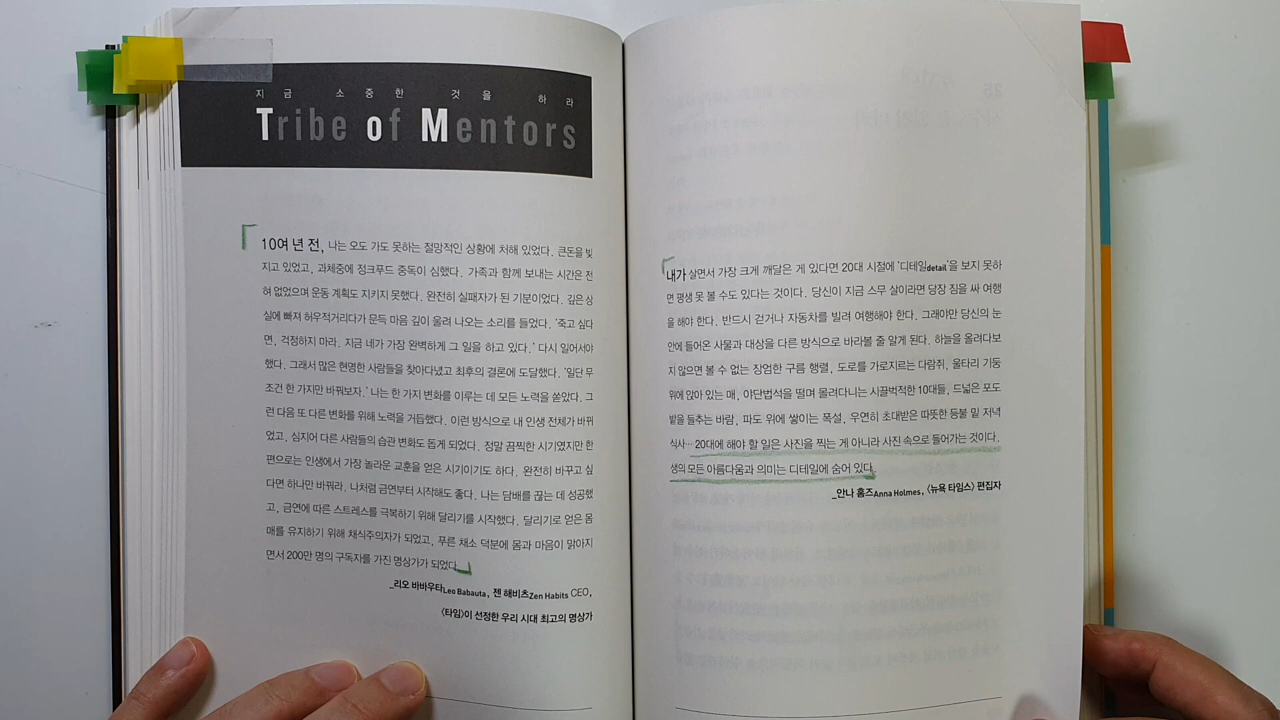 지금 소중한 것을 하라
Tribe of Mentors
10여 년 전, 나는 오도 가도 못하는 절망적인 상황에 처해 있었다. 큰돈을 빚
지고 있었고, 과체중에 정크푸드 중독이 심했다. 가족과 함께 보내는 시간은 전
혀 없었으며 운동 계획도 지키지 못했다. 완전히 실패자가 된 기분이었다. 깊은 상
실에 빠져 허우적거리다가 문득 마음 깊이 울려 나오는 소리를 들었다. ‘죽고 싶다
면, 걱정하지 마라. 지금 네가 가장 완벽하게 그 일을 하고 있다.’ 다시 일어서야
했다. 그래서 많은 현명한 사람들을 찾아다녔고 최후의 결론에 도달했다. ‘일단 무
조건 한 가지만 바꿔보자.’ 나는 한 가지 변화를 이루는 데 모든 노력을 쏟았다. 그
런 다음 또 다른 변화를 위해 노력을 거듭했다. 이런 방식으로 내 인생 전체가 바뀌
었고, 심지어 다른 사람들의 습관 변화도 돕게 되었다. 정말 끔찍한 시기였지만 한
편으로는 인생에서 가장 놀라운 교훈을 얻은 시기이기도 하다. 완전히 바꾸고 싶
다면 하나만 바꿔라. 나처럼 금연부터 시작해도 좋다. 나는 담배를 끊는 데 성공했
고, 금연에 따른 스트레스를 극복하기 위해 달리기를 시작했다. 달리기로 얻은 몸
매를 유지하기 위해 채식주의자가 되었고, 푸른 채소 덕분에 몸과 마음이 맑아지
면서 200만 명의 구독자를 가진 명상가가 되었다.
_리오 바바우타Leo Babauta, 젠 해비츠Zen Habits CEO,
〈타임〉이 선정한 우리 시대 최고의 명상가
내가 살면서 가장 크게 깨달은 게 있다면 20대 시절에 ‘디테일detail’을 보지 못하
면 평생 못 볼 수도 있다는 것이다. 당신이 지금 스무 살이라면 당장 짐을 싸 여행
을 해야 한다. 반드시 걷거나 자동차를 빌려 여행해야 한다. 그래야만 당신의 눈
안에 들어온 사물과 대상을 다른 방식으로 바라볼 줄 알게 된다. 하늘을 올려다보
지 않으면 볼 수 없는 장엄한 구름 행렬, 도로를 가로지르는 다람쥐, 울타리 기둥
위에 앉아 있는 매, 야단법석을 떨며 몰려다니는 시끌벅적한 10대들, 드넓은 포도
밭을 들추는 바람, 파도 위에 쌓이는 폭설, 우연히 초대받은 따뜻한 등불 밑 저녁
식사… 20대에 해야 할 일은 사진을 찍는 게 아니라 사진 속으로 들어가는 것이다.
생의 모든 아름다움과 의미는 디테일에 숨어 있다.
_안나 홈즈Anna Holmes, 〈뉴욕 타임스〉 편집자